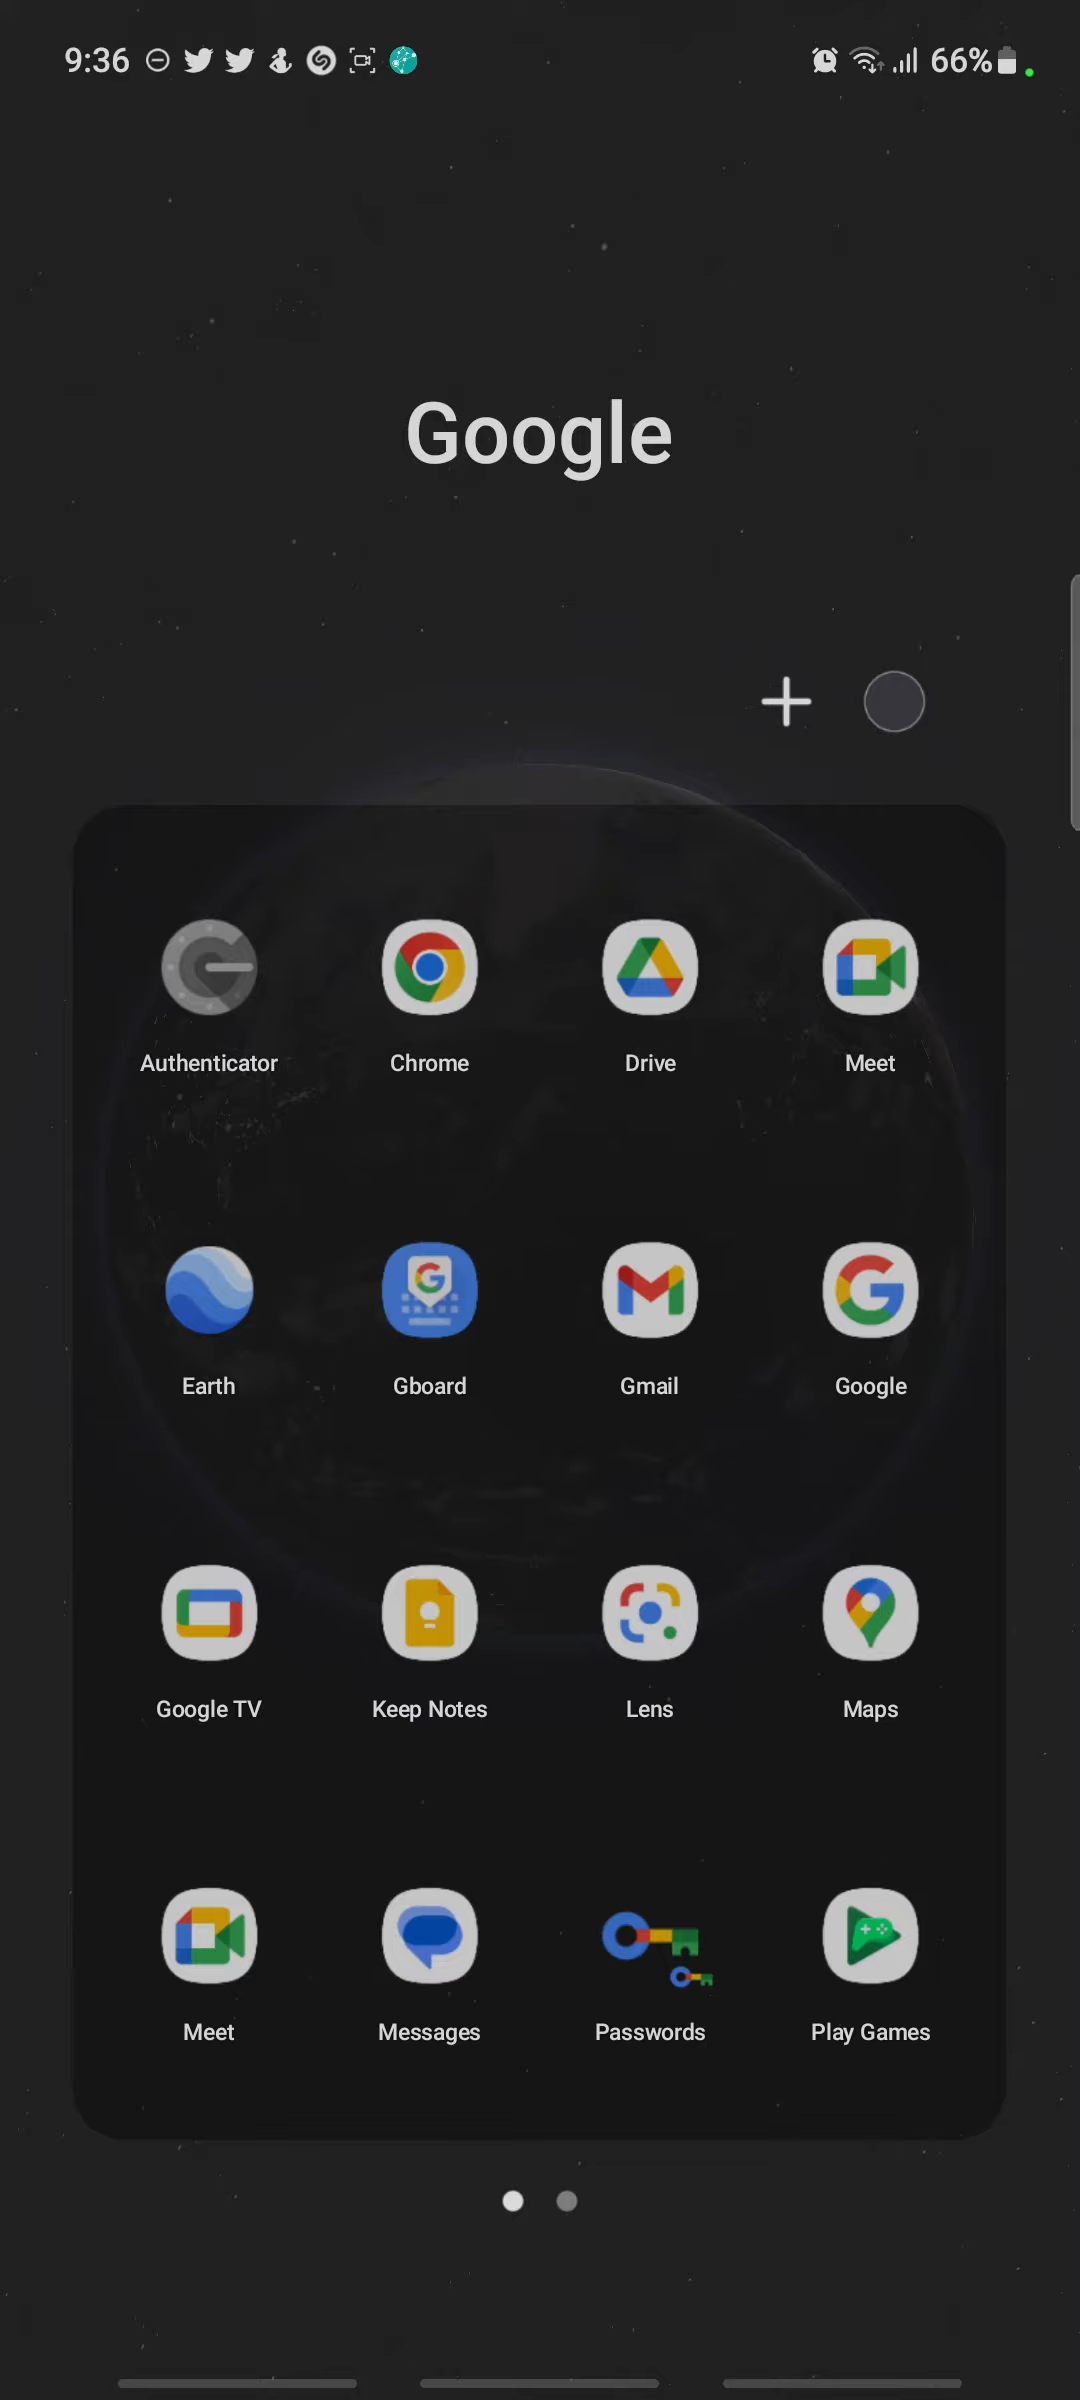 9:36 66%
Google
Authenticator Chrome Drive Meet
Earth Gboard Gmail Google
Google TV Keep Notes Lens Maps
Meet Messages Passwords Play Games